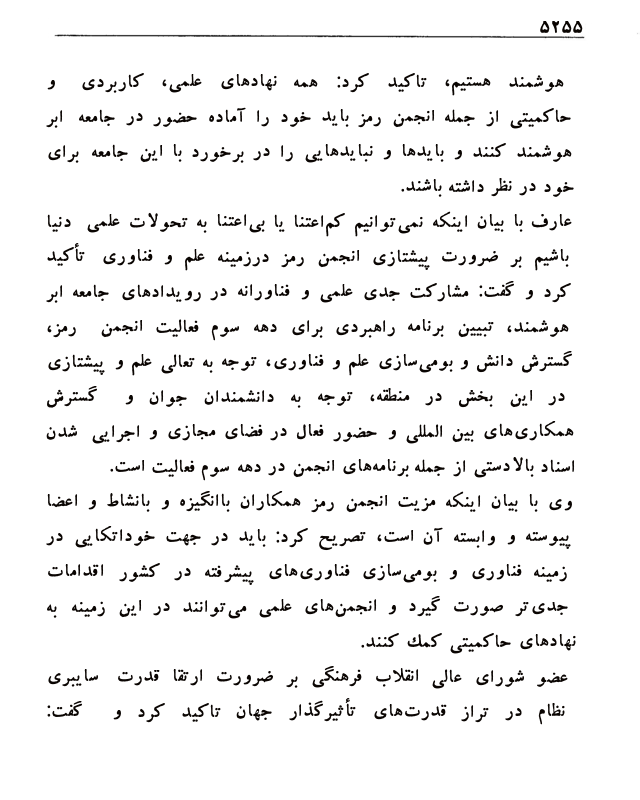 ۵۲۵۵
هوشمند هستیم، تاکید کرد: همه نهادهای علمی، کاربردی و
حاکمیتی از جمله انجمن رمز باید خود را آماده حضور در جامعه ابر
هوشمند کنند و بایدها و نبایدهایی را در برخورد با این جامعه برای
خود در نظر داشته باشند.
عارف با بیان اینکه نمی‌توانیم کم‌اعتنا یا بی‌اعتنا به تحولات علمی دنیا
باشیم بر ضرورت پیشتازی انجمن رمز درزمینه علم و فناوری تأکید
کرد و گفت: مشارکت جدی علمی و فناورانه در رویدادهای جامعه ابر
هوشمند، تبیین برنامه راهبردی برای دهه سوم فعالیت انجمن رمز،
گسترش دانش و بومی‌سازی علم و فناوری، توجه به تعالی علم و پیشتازی
در این بخش در منطقه، توجه به دانشمندان جوان و گسترش
همکاری‌های بین المللی و حضور فعال در فضای مجازی و اجرایی شدن
اسناد بالادستی از جمله برنامه‌های انجمن در دهه سوم فعالیت است.
وی با بیان اینکه مزیت انجمن رمز همکاران باانگیزه و بانشاط و اعضا
پیوسته و وابسته آن است، تصریح کرد: باید در جهت خوداتکایی در
زمینه فناوری و بومی‌سازی فناوری‌های پیشرفته در کشور اقدامات
جدی‌تر صورت گیرد و انجمن‌های علمی می‌توانند در این زمینه به
نهادهای حاکمیتی کمك کنند.
عضو شورای عالی انقلاب فرهنگی بر ضرورت ارتقا قدرت سایبری
نظام در تراز قدرت‌های تأثیرگذار جهان تاکید کرد و گفت: